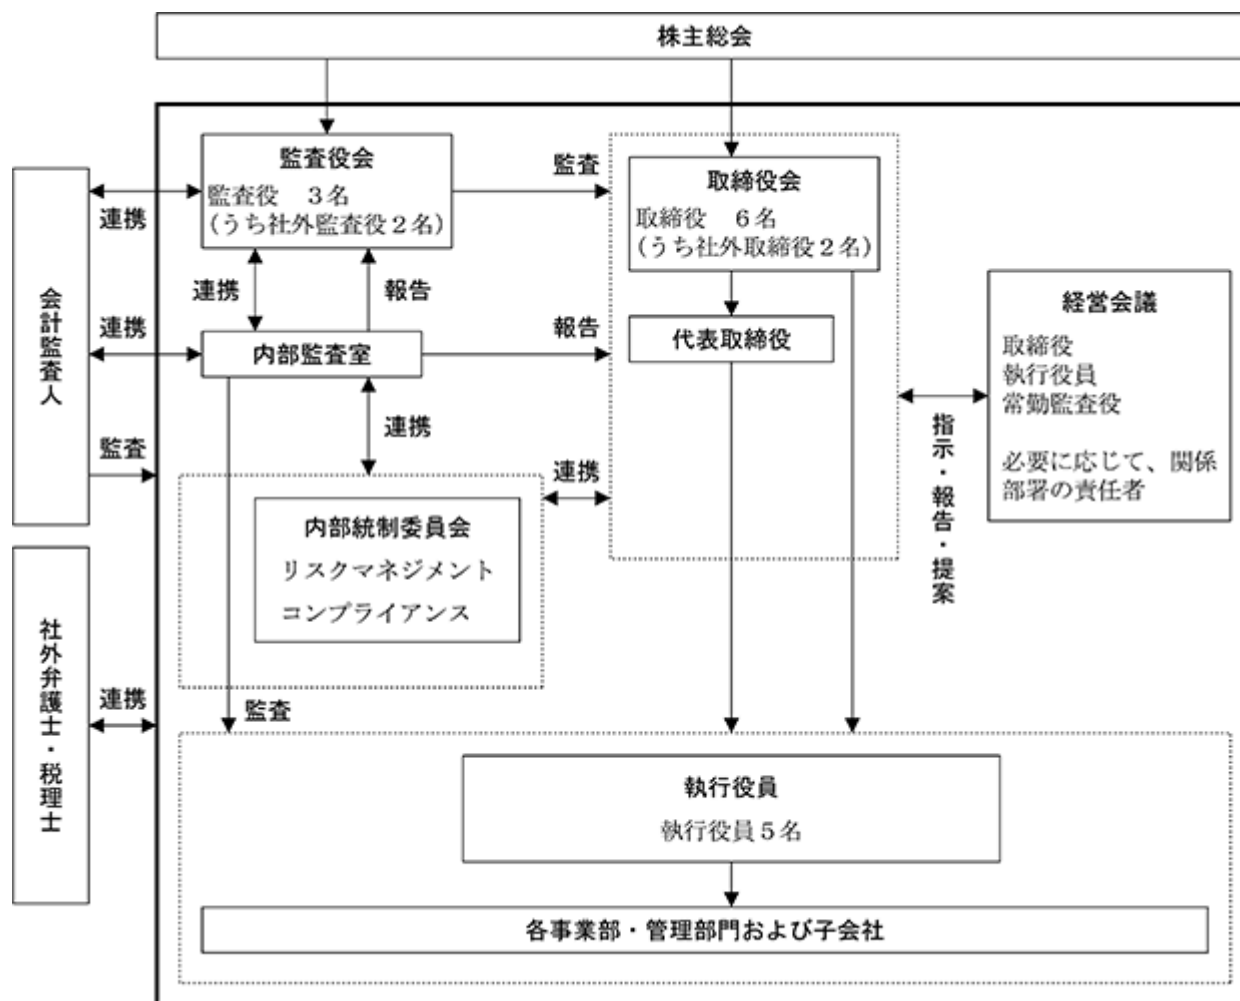 株主総会
監査役会
監査役　３名
（うち社外監査役２名）
監査
取締役会
取締役　６名
（うち社外取締役２名）
連携
連携
報告
会計監査人
連携
内部監査室
報告
代表取締役
経営会議
取締役
執行役員
常勤監査役
必要に応じて、関係
部署の責任者
指示・報告・提案
連携
監査
連携
内部統制委員会
リスクマネジメント
コンプライアンス
社外弁護士・税理士
連携
監査
執行役員
執行役員５名
各事業部・管理部門および子会社